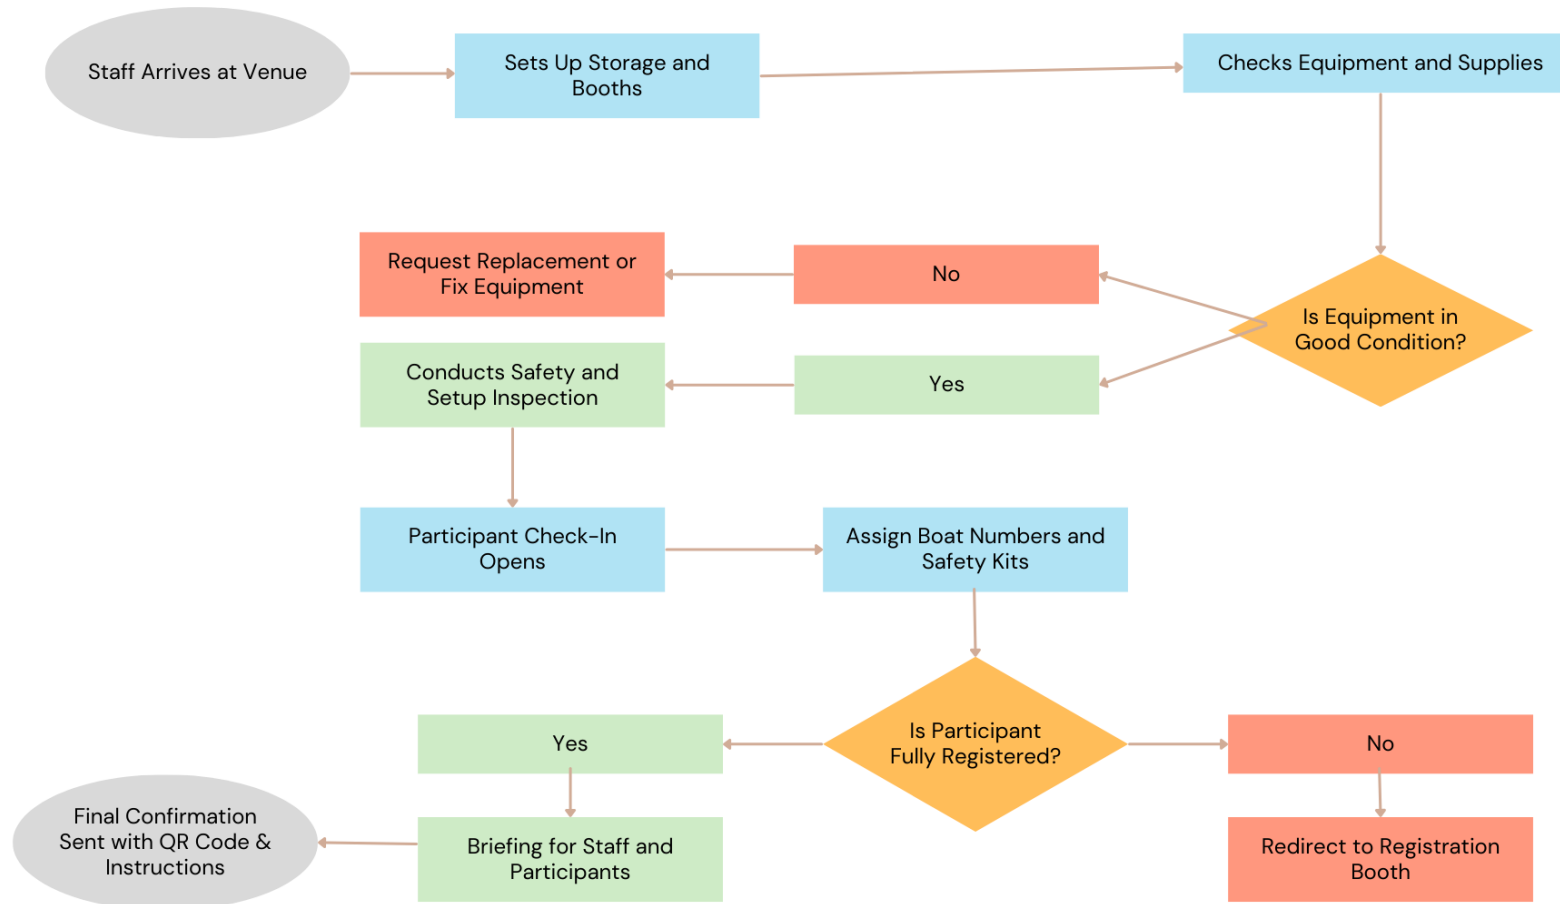 Staff Arrives at Venue
Sets Up Storage and
Booths
Checks Equipment and Supplies
Request Replacement or
Fix Equipment
No
Is Equipment in
Good Condition?
Conducts Safety and
Setup Inspection
Yes
Participant Check-In
Opens
Assign Boat Numbers and
Safety Kits
Yes
Is Participant
Fully Registered?
No
Final Confirmation
Sent with QR Code &
Instructions
Briefing for Staff and
Participants
Redirect to Registration
Booth